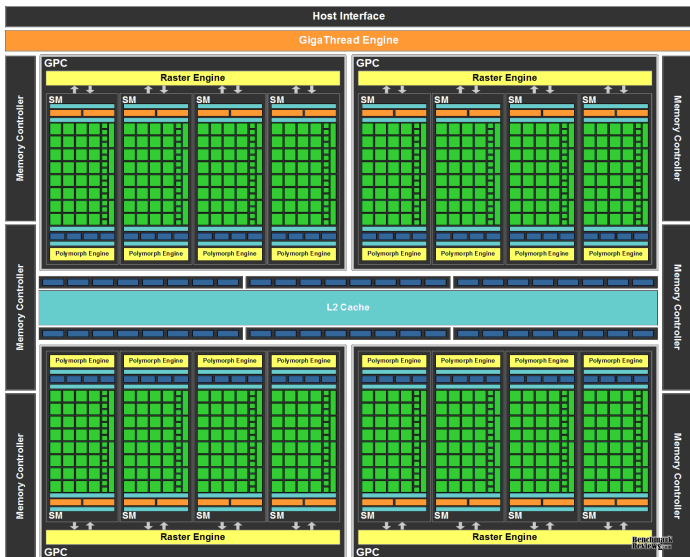 Host Interface
GigaThread Engine
GPC
GPC
Raster Engine
Raster Engine
SM SM SM SM
SM SM SM SM
Memory Controller
Memory Controller
Polymorph Engine Polymorph Engine Polymorph Engine Polymorph Engine
Polymorph Engine Polymorph Engine Polymorph Engine Polymorph Engine
Memory Controller
L2 Cache
Memory Controller
Polymorph Engine Polymorph Engine Polymorph Engine Polymorph Engine
Polymorph Engine Polymorph Engine Polymorph Engine Polymorph Engine
Memory Controller
Memory Controller
SM SM SM SM
SM SM SM SM
Raster Engine
Raster Engine
GPC
GPC
Benchmark
Reviews.com